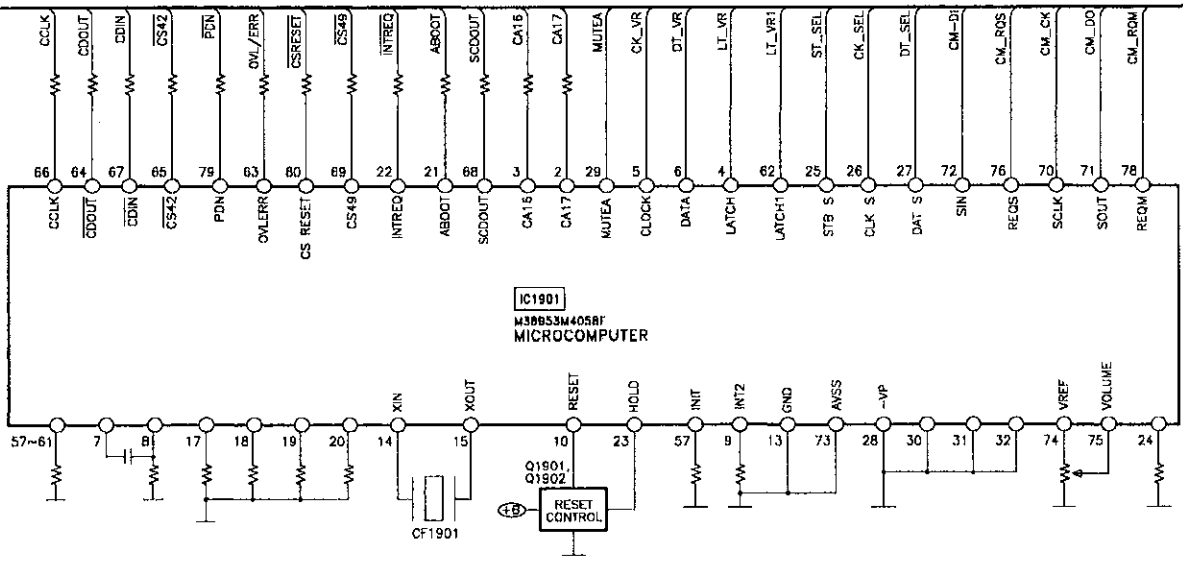 CCLK CDOUT CDIN CS42 PDN OVL/ERR CSRESET CS49 INTREQ ABOOT SCDOUT CA16 CA17 MUTEA CK_VR DT_VR LT_VR LT_VR1 ST_SEL CK_SEL DT_SEL CM-DI CM_RQS CM_CK CM_DO CM_RQM
66 64 67 65 79 63 80 69 22 21 68 3 2 29 5 6 4 62 25 26 27 72 76 70 71 78
CCLK CDOUT CDIN CS42 PDN OVLERR CS RESET CS49 INTREQ ABOOT SCDOUT CA16 CA17 MUTEA CLOCK DATA LATCH LATCH1 STB S CLK S DAT S SIN REQS SCLK SOUT REQM
IC1901
M38953M4058F
MICROCOMPUTER
XIN XOUT RESET HOLD INIT INT2 GND AVSS -VP VREF VOLUME
57~61 7 8 17 18 19 20 14 15 10 23 57 9 13 73 28 30 31 32 74 75 24
Q1901,
Q1902
+B
RESET
CONTROL
CF1901